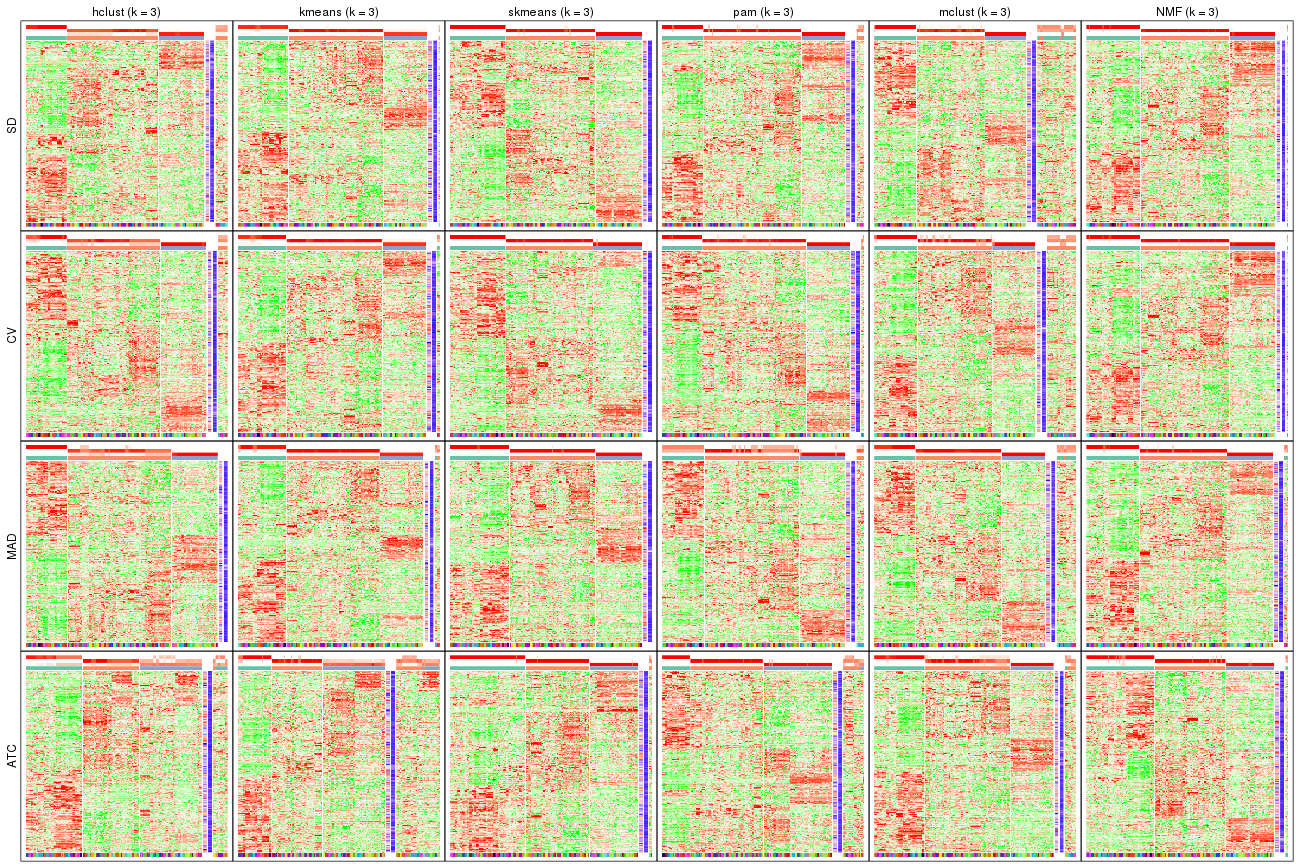 hclust (k = 3)
kmeans (k = 3)
skmeans (k = 3)
pam (k = 3)
mclust (k = 3)
NMF (k = 3)
SD
CV
MAD
ATC